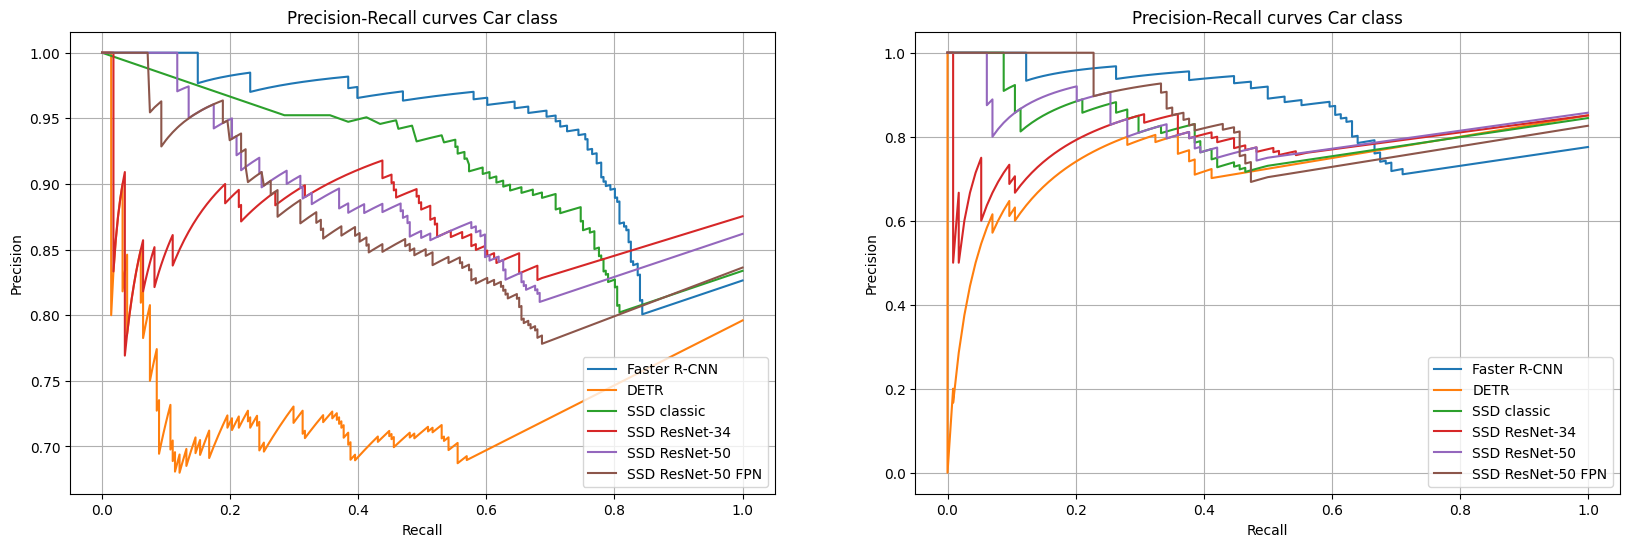 Precision-Recall curves Car class
1.00
0.95
0.90
0.85
0.80
0.75
0.70
Precision
0.0
0.2
0.4
0.6
0.8
1.0
Recall
Faster R-CNN
DETR
SSD classic
SSD ResNet-34
SSD ResNet-50
SSD ResNet-50 FPN
Precision-Recall curves Car class
1.0
0.8
0.6
0.4
0.2
0.0
Precision
0.0
0.2
0.4
0.6
0.8
1.0
Recall
Faster R-CNN
DETR
SSD classic
SSD ResNet-34
SSD ResNet-50
SSD ResNet-50 FPN